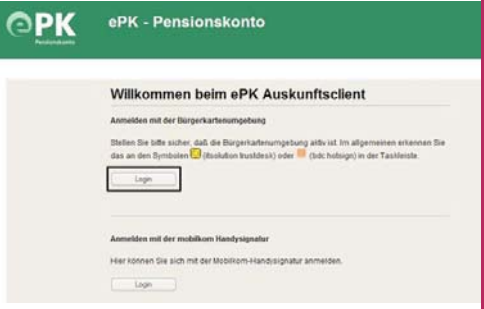 ePK
Pensionskonto
ePK - Pensionskonto
Willkommen beim ePK Auskunftsclient
Anmelden mit der Bürgerkartenumgebung
Stellen Sie bitte sicher, daß die Bürgerkartenumgebung aktiv ist. Im allgemeinen erkennen Sie
das an den Symbolen (itsolution trustdesk) oder (bdc hotsign) in der Taskleiste.
Login
Anmelden mit der mobilkom Handysignatur
Hier können Sie sich mit der Mobilkom-Handysignatur anmelden.
Login